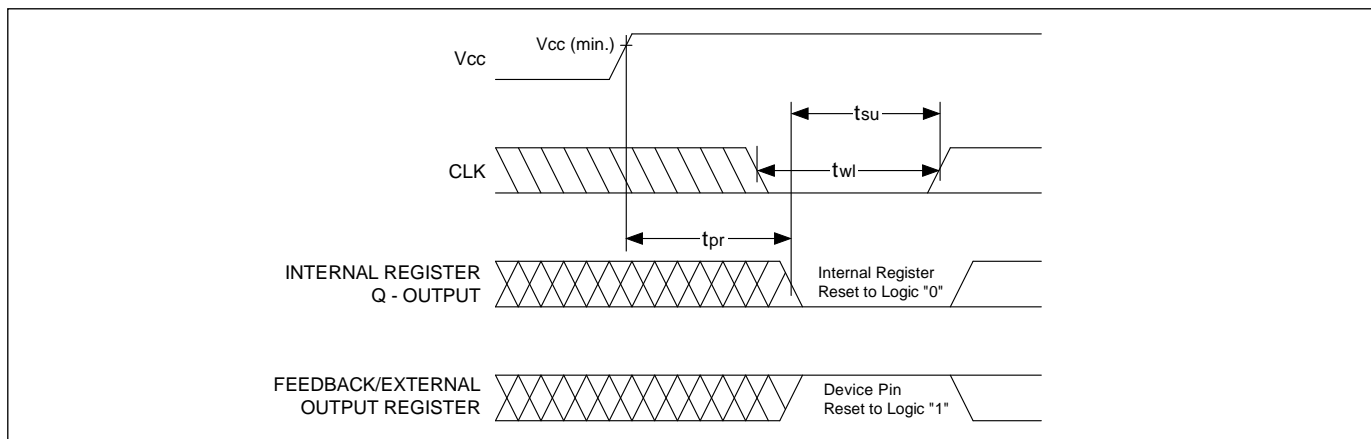 Vcc
Vcc (min.)
tsu
CLK
twl
tpr
INTERNAL REGISTER
Q - OUTPUT
Internal Register
Reset to Logic "0"
FEEDBACK/EXTERNAL
OUTPUT REGISTER
Device Pin
Reset to Logic "1"